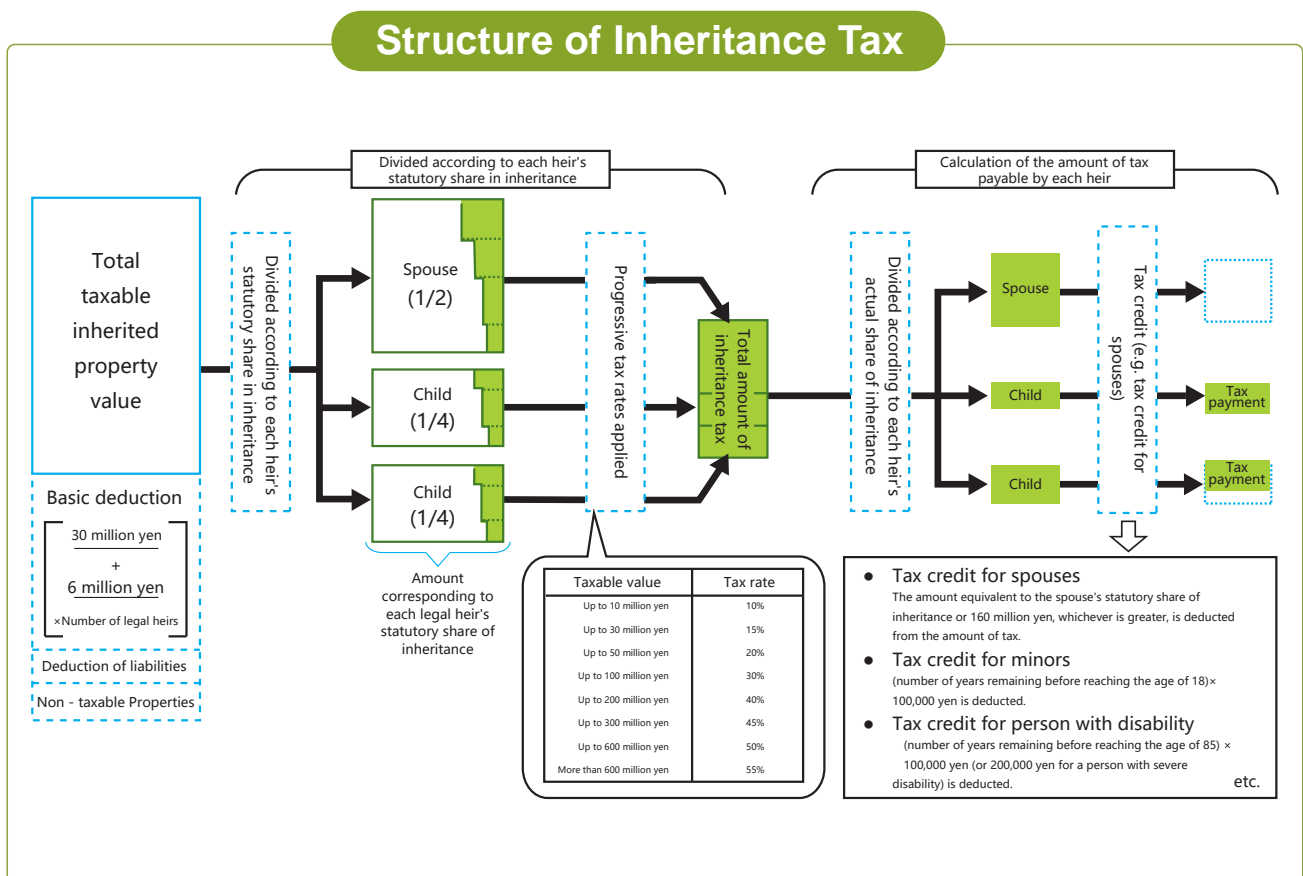 Structure of Inheritance Tax
Divided according to each heir's
statutory share in inheritance
Calculation of the amount of tax
payable by each heir
Total
taxable
inherited
property
value
Basic deduction
30 million yen
+
6 million yen
×Number of legal heirs
Deduction of liabilities
Non - taxable Properties
Divided according to each heir's
statutory share in inheritance
Spouse
(1/2)
Child
(1/4)
Child
(1/4)
Amount
corresponding to
each legal heir's
statutory share of
inheritance
Progressive tax rates applied
Taxable value Tax rate
Up to 10 million yen 10%
Up to 30 million yen 15%
Up to 50 million yen 20%
Up to 100 million yen 30%
Up to 200 million yen 40%
Up to 300 million yen 45%
Up to 600 million yen 50%
More than 600 million yen 55%
Total amount of
inheritance tax
Divided according to each heir's
actual share of inheritance
Spouse
Child
Child
Tax credit (e.g. tax credit for
spouses)
Tax
payment
Tax
payment
● Tax credit for spouses
The amount equivalent to the spouse's statutory share of
inheritance or 160 million yen, whichever is greater, is deducted
from the amount of tax.
● Tax credit for minors
(number of years remaining before reaching the age of 18)×
100,000 yen is deducted.
● Tax credit for person with disability
(number of years remaining before reaching the age of 85) ×
100,000 yen (or 200,000 yen for a person with severe
disability) is deducted.
etc.